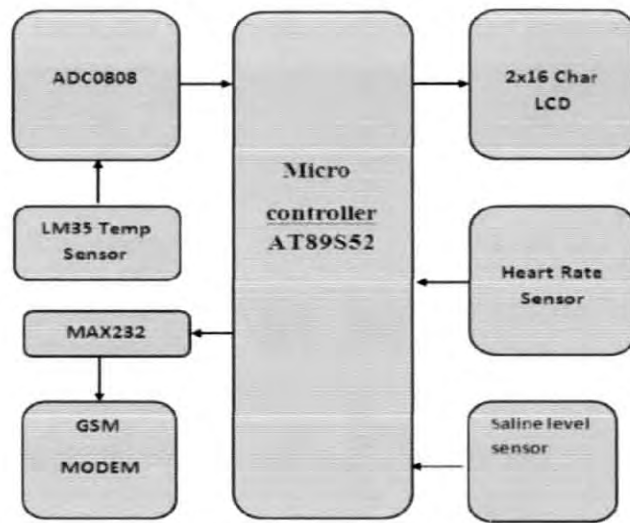 ADC0808
2x16 Char
LCD
Micro
controller
AT89S52
LM35 Temp
Sensor
Heart Rate
Sensor
MAX232
GSM
MODEM
Saline level
sensor